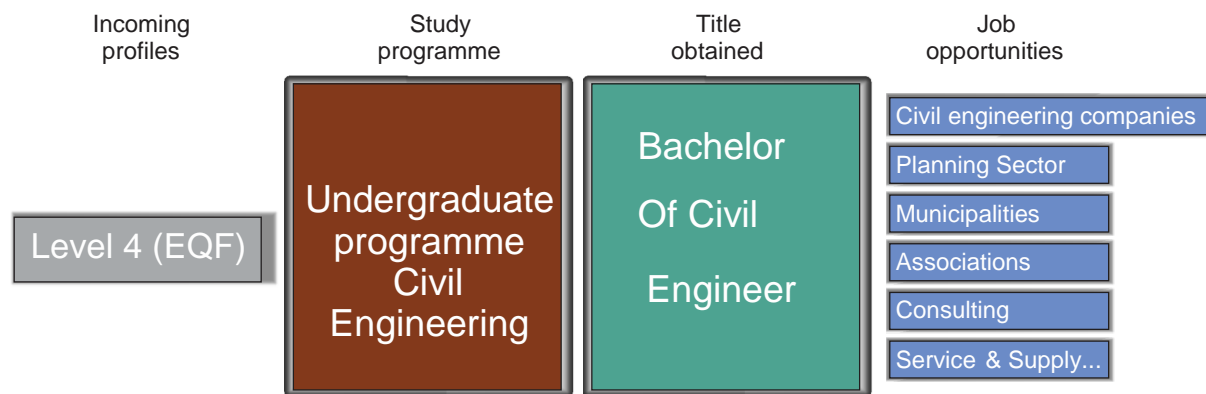 Incoming
profiles
Study
programme
Title
obtained
Job
opportunities
Level 4 (EQF)
Undergraduate
programme
Civil
Engineering
Bachelor
Of Civil
Engineer
Civil engineering companies
Planning Sector
Municipalities
Associations
Consulting
Service & Supply...